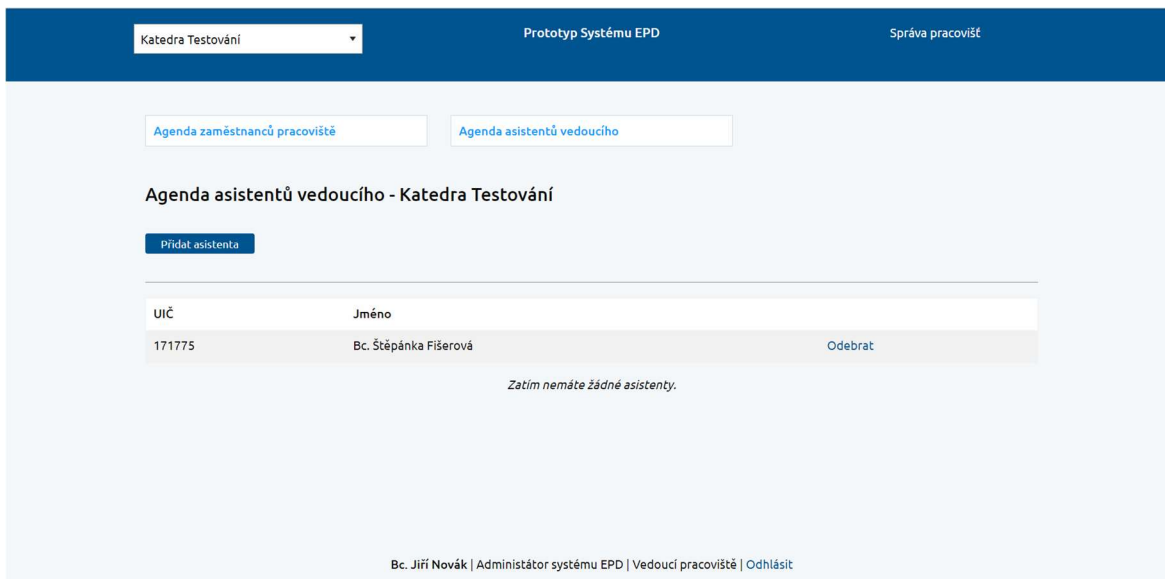 Katedra Testování
Prototyp Systému EPD
Správa pracovišť
Agenda zaměstnanců pracoviště
Agenda asistentů vedoucího
Agenda asistentů vedoucího - Katedra Testování
Přidat asistenta
UIČ Jméno
171775 Bc. Štěpánka Fišerová Odebrat
Zatím nemáte žádné asistenty.
Bc. Jiří Novák | Administátor systému EPD | Vedoucí pracoviště | Odhlásit